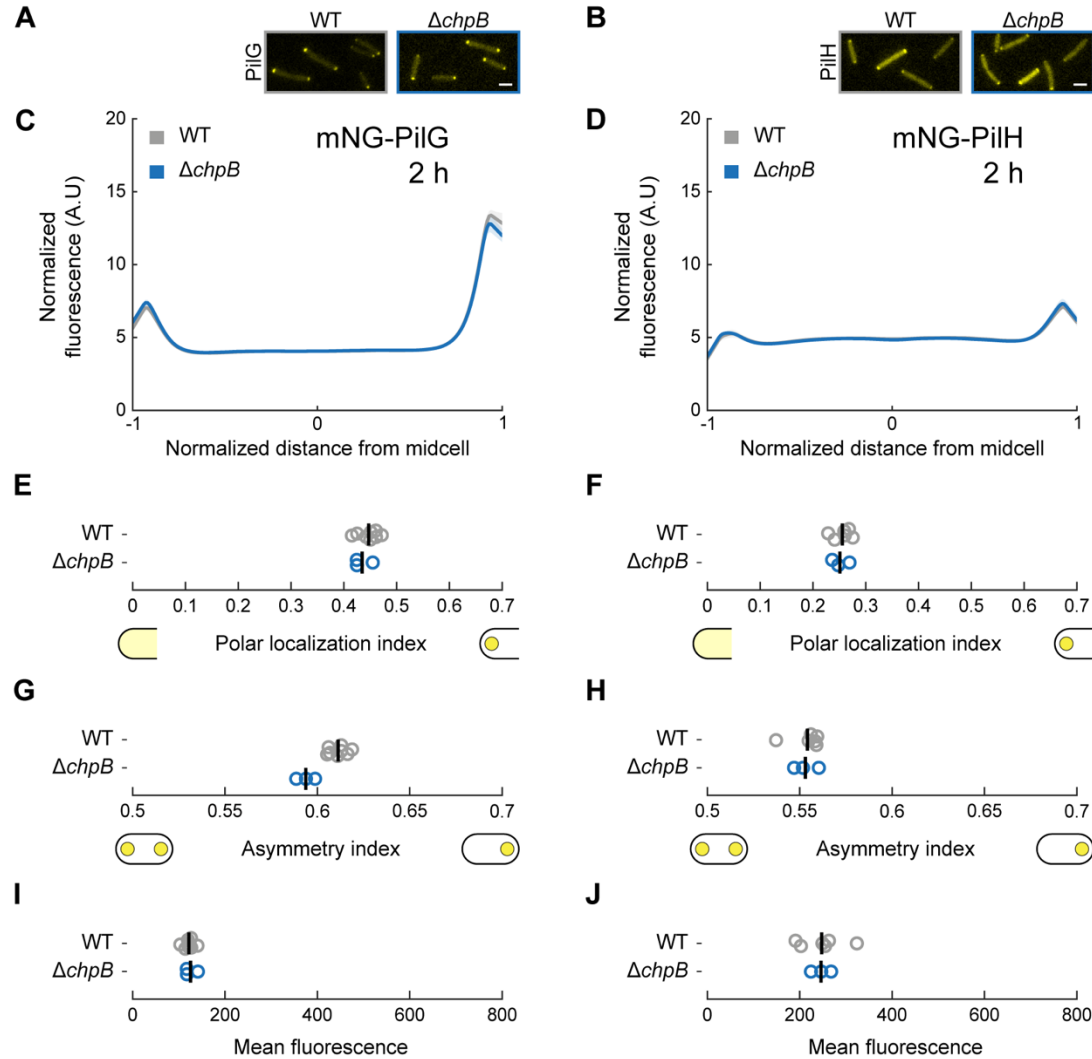 A
WT
ΔchpB
PilG
B
WT
ΔchpB
PilH
C
20
15
10
5
0
Normalized
fluorescence (A.U)
WT
ΔchpB
mNG-PilG
2 h
-1
0
1
Normalized distance from midcell
D
20
15
10
5
0
Normalized
fluorescence (A.U)
WT
ΔchpB
mNG-PilH
2 h
-1
0
1
Normalized distance from midcell
E
WT -
ΔchpB -
0 0.1 0.2 0.3 0.4 0.5 0.6 0.7
Polar localization index
F
WT -
ΔchpB -
0 0.1 0.2 0.3 0.4 0.5 0.6 0.7
Polar localization index
G
WT -
ΔchpB -
0.5 0.55 0.6 0.65 0.7
Asymmetry index
H
WT -
ΔchpB -
0.5 0.55 0.6 0.65 0.7
Asymmetry index
I
WT -
ΔchpB -
0 200 400 600 800
Mean fluorescence
J
WT -
ΔchpB -
0 200 400 600 800
Mean fluorescence